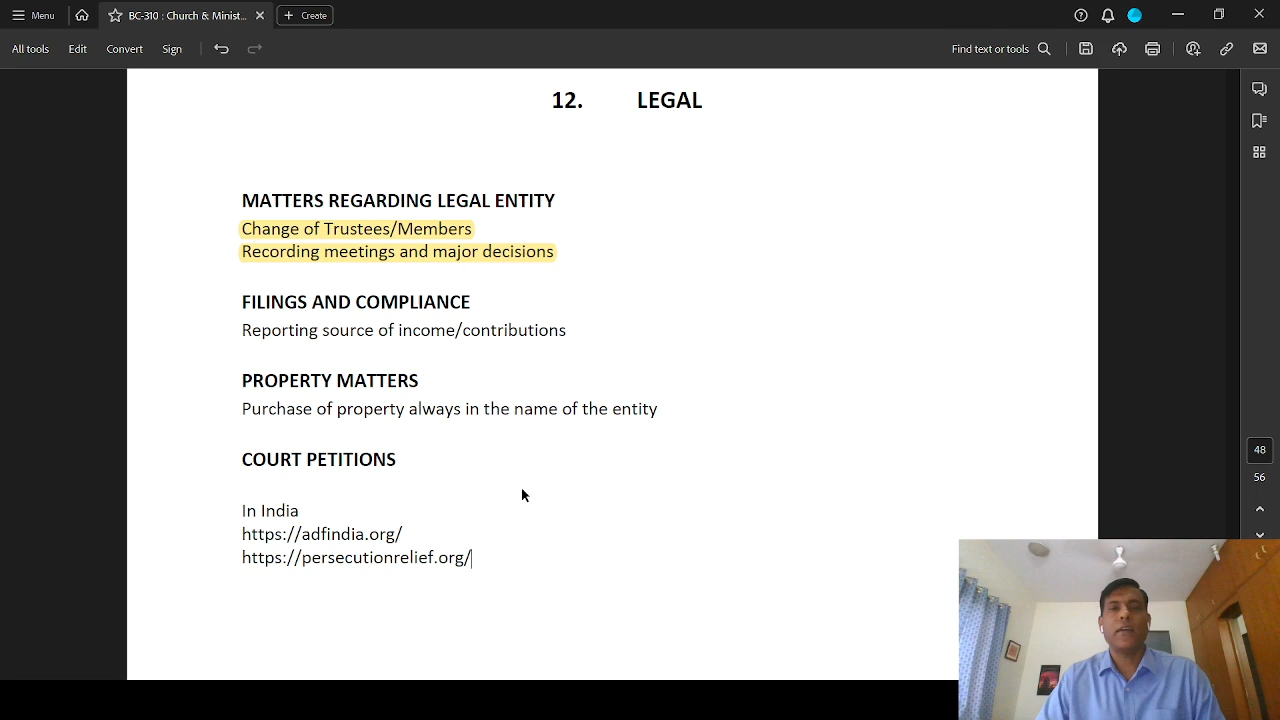 Menu
BC-310 : Church & Minist...
Create
All tools
Edit
Convert
Sign
Find text or tools
12. LEGAL
MATTERS REGARDING LEGAL ENTITY
Change of Trustees/Members
Recording meetings and major decisions
FILINGS AND COMPLIANCE
Reporting source of income/contributions
PROPERTY MATTERS
Purchase of property always in the name of the entity
COURT PETITIONS
In India
https://adfindia.org/
https://persecutionrelief.org/
48
56